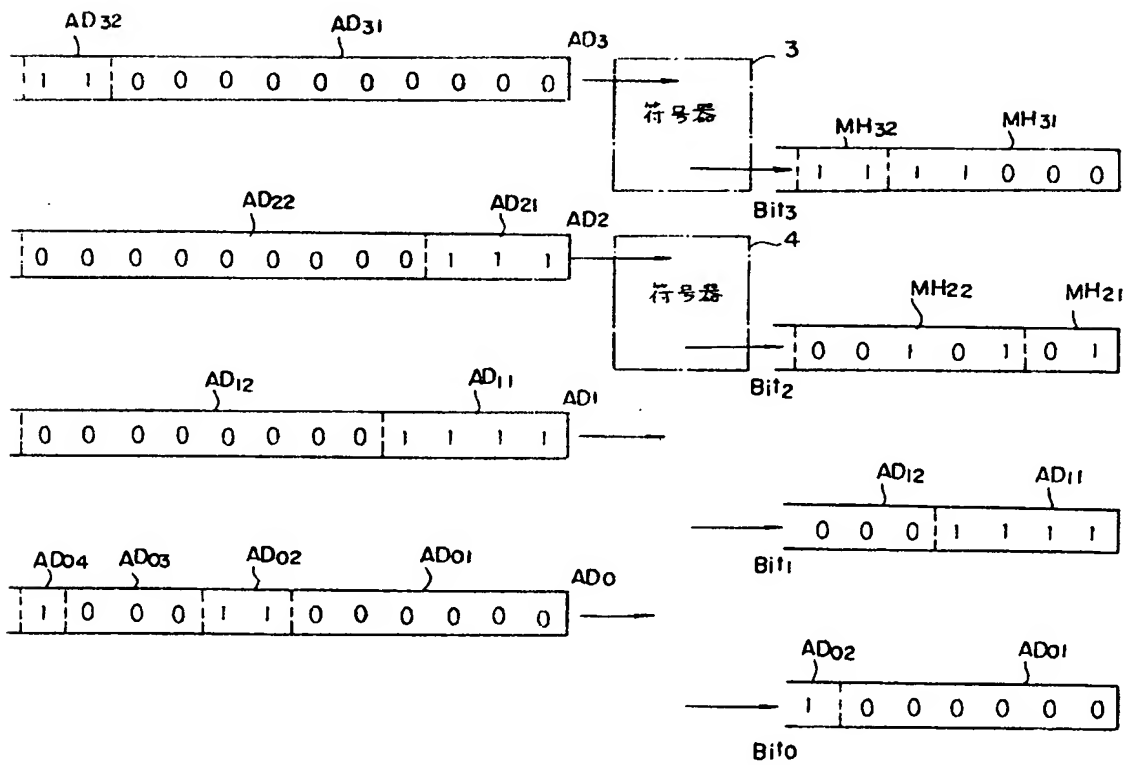 AD32 AD31 AD3 3
1 1 0 0 0 0 0 0 0 0 0 0
符号器
MH32 MH31
1 1 1 1 0 0 0
Bit3
AD22 AD21 AD2 4
0 0 0 0 0 0 0 0 0 1 1 1
符号器
MH22 MH21
0 0 1 0 1 0 1
Bit2
AD12 AD11 AD1
0 0 0 0 0 0 0 0 1 1 1 1
AD12 AD11
0 0 0 1 1 1 1
Bit1
AD04 AD03 AD02 AD01 AD0
1 0 0 0 1 1 0 0 0 0 0 0
AD02 AD01
1 0 0 0 0 0 0
Bit0